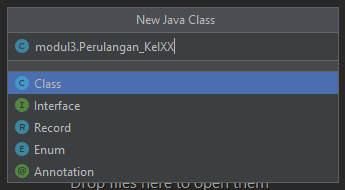 New Java Class
C modul3.Perulangan_KelXX
C Class
I Interface
R Record
E Enum
@ Annotation
Drop files here to open them